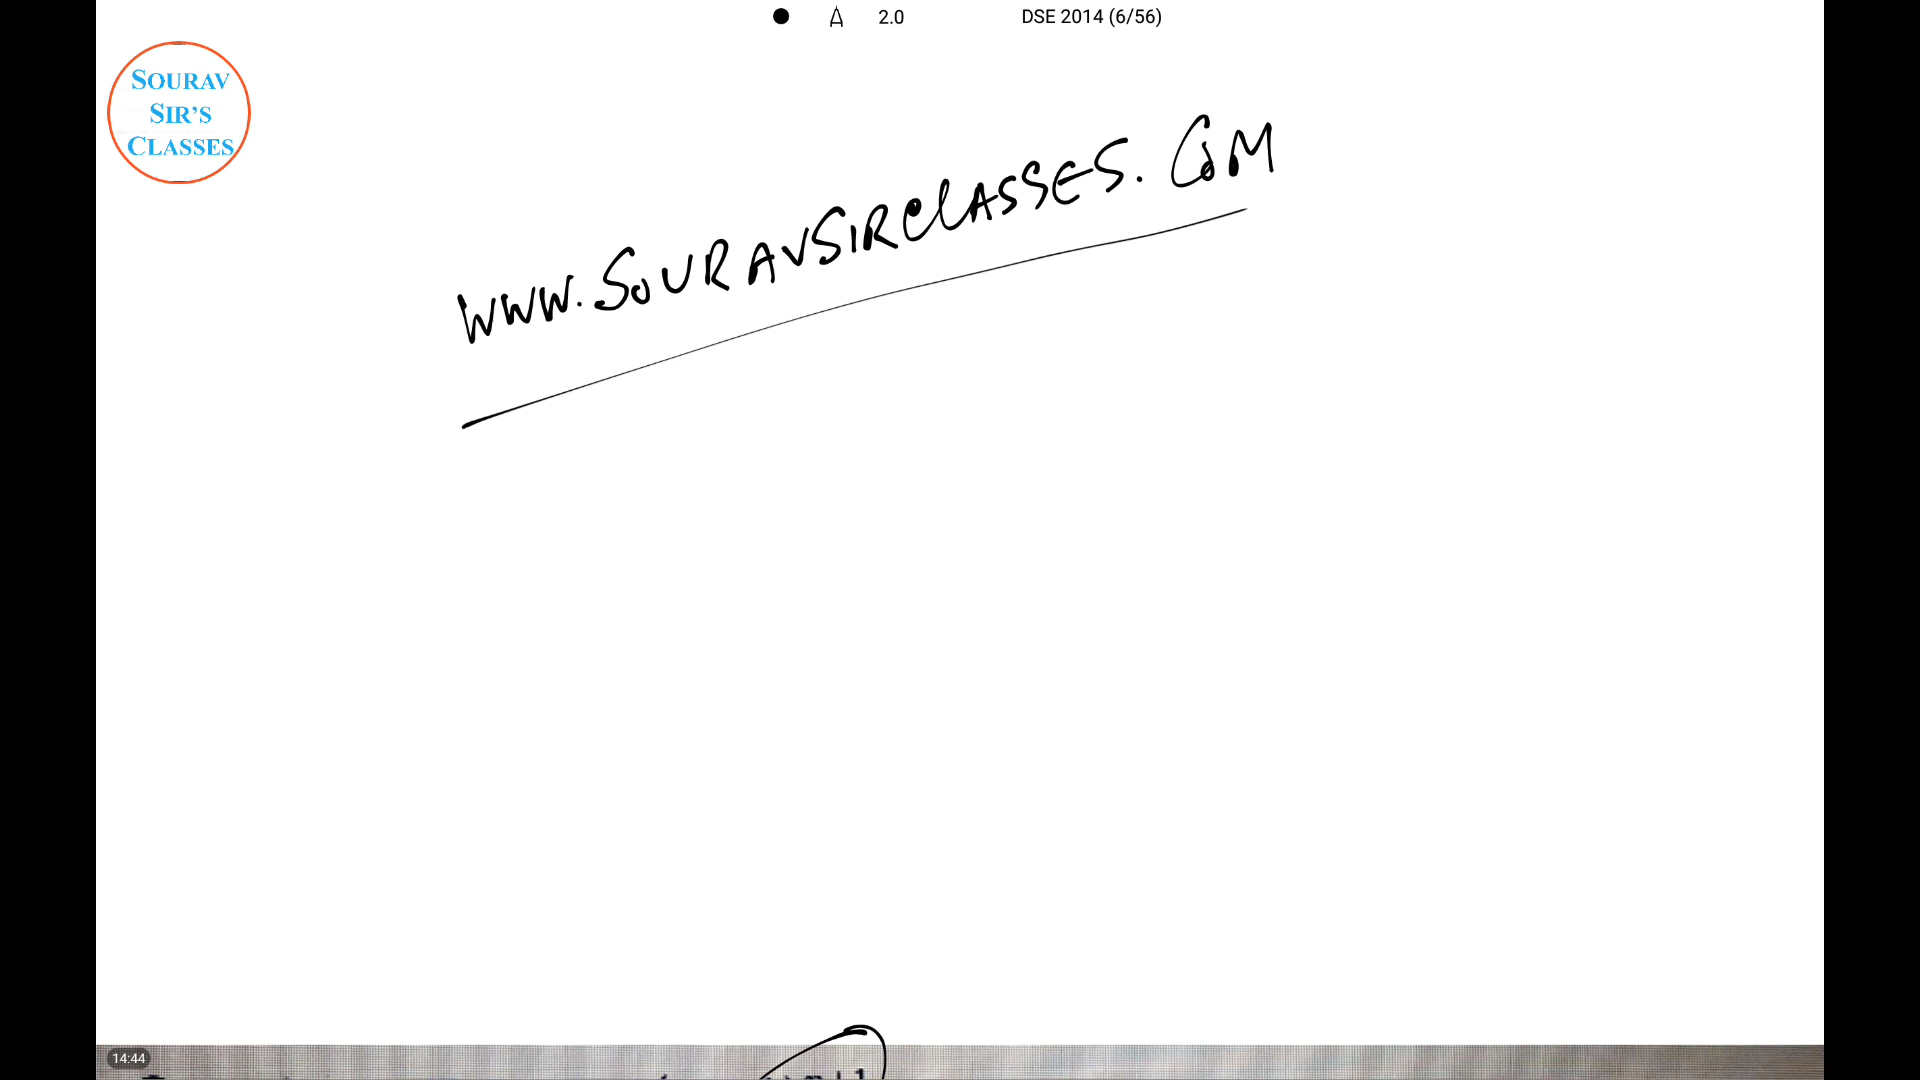 2.0 DSE 2014 (6/56)
SOURAV
SIR'S
CLASSES
WWW.SOURAVSIRCLASSES.COM
14:44